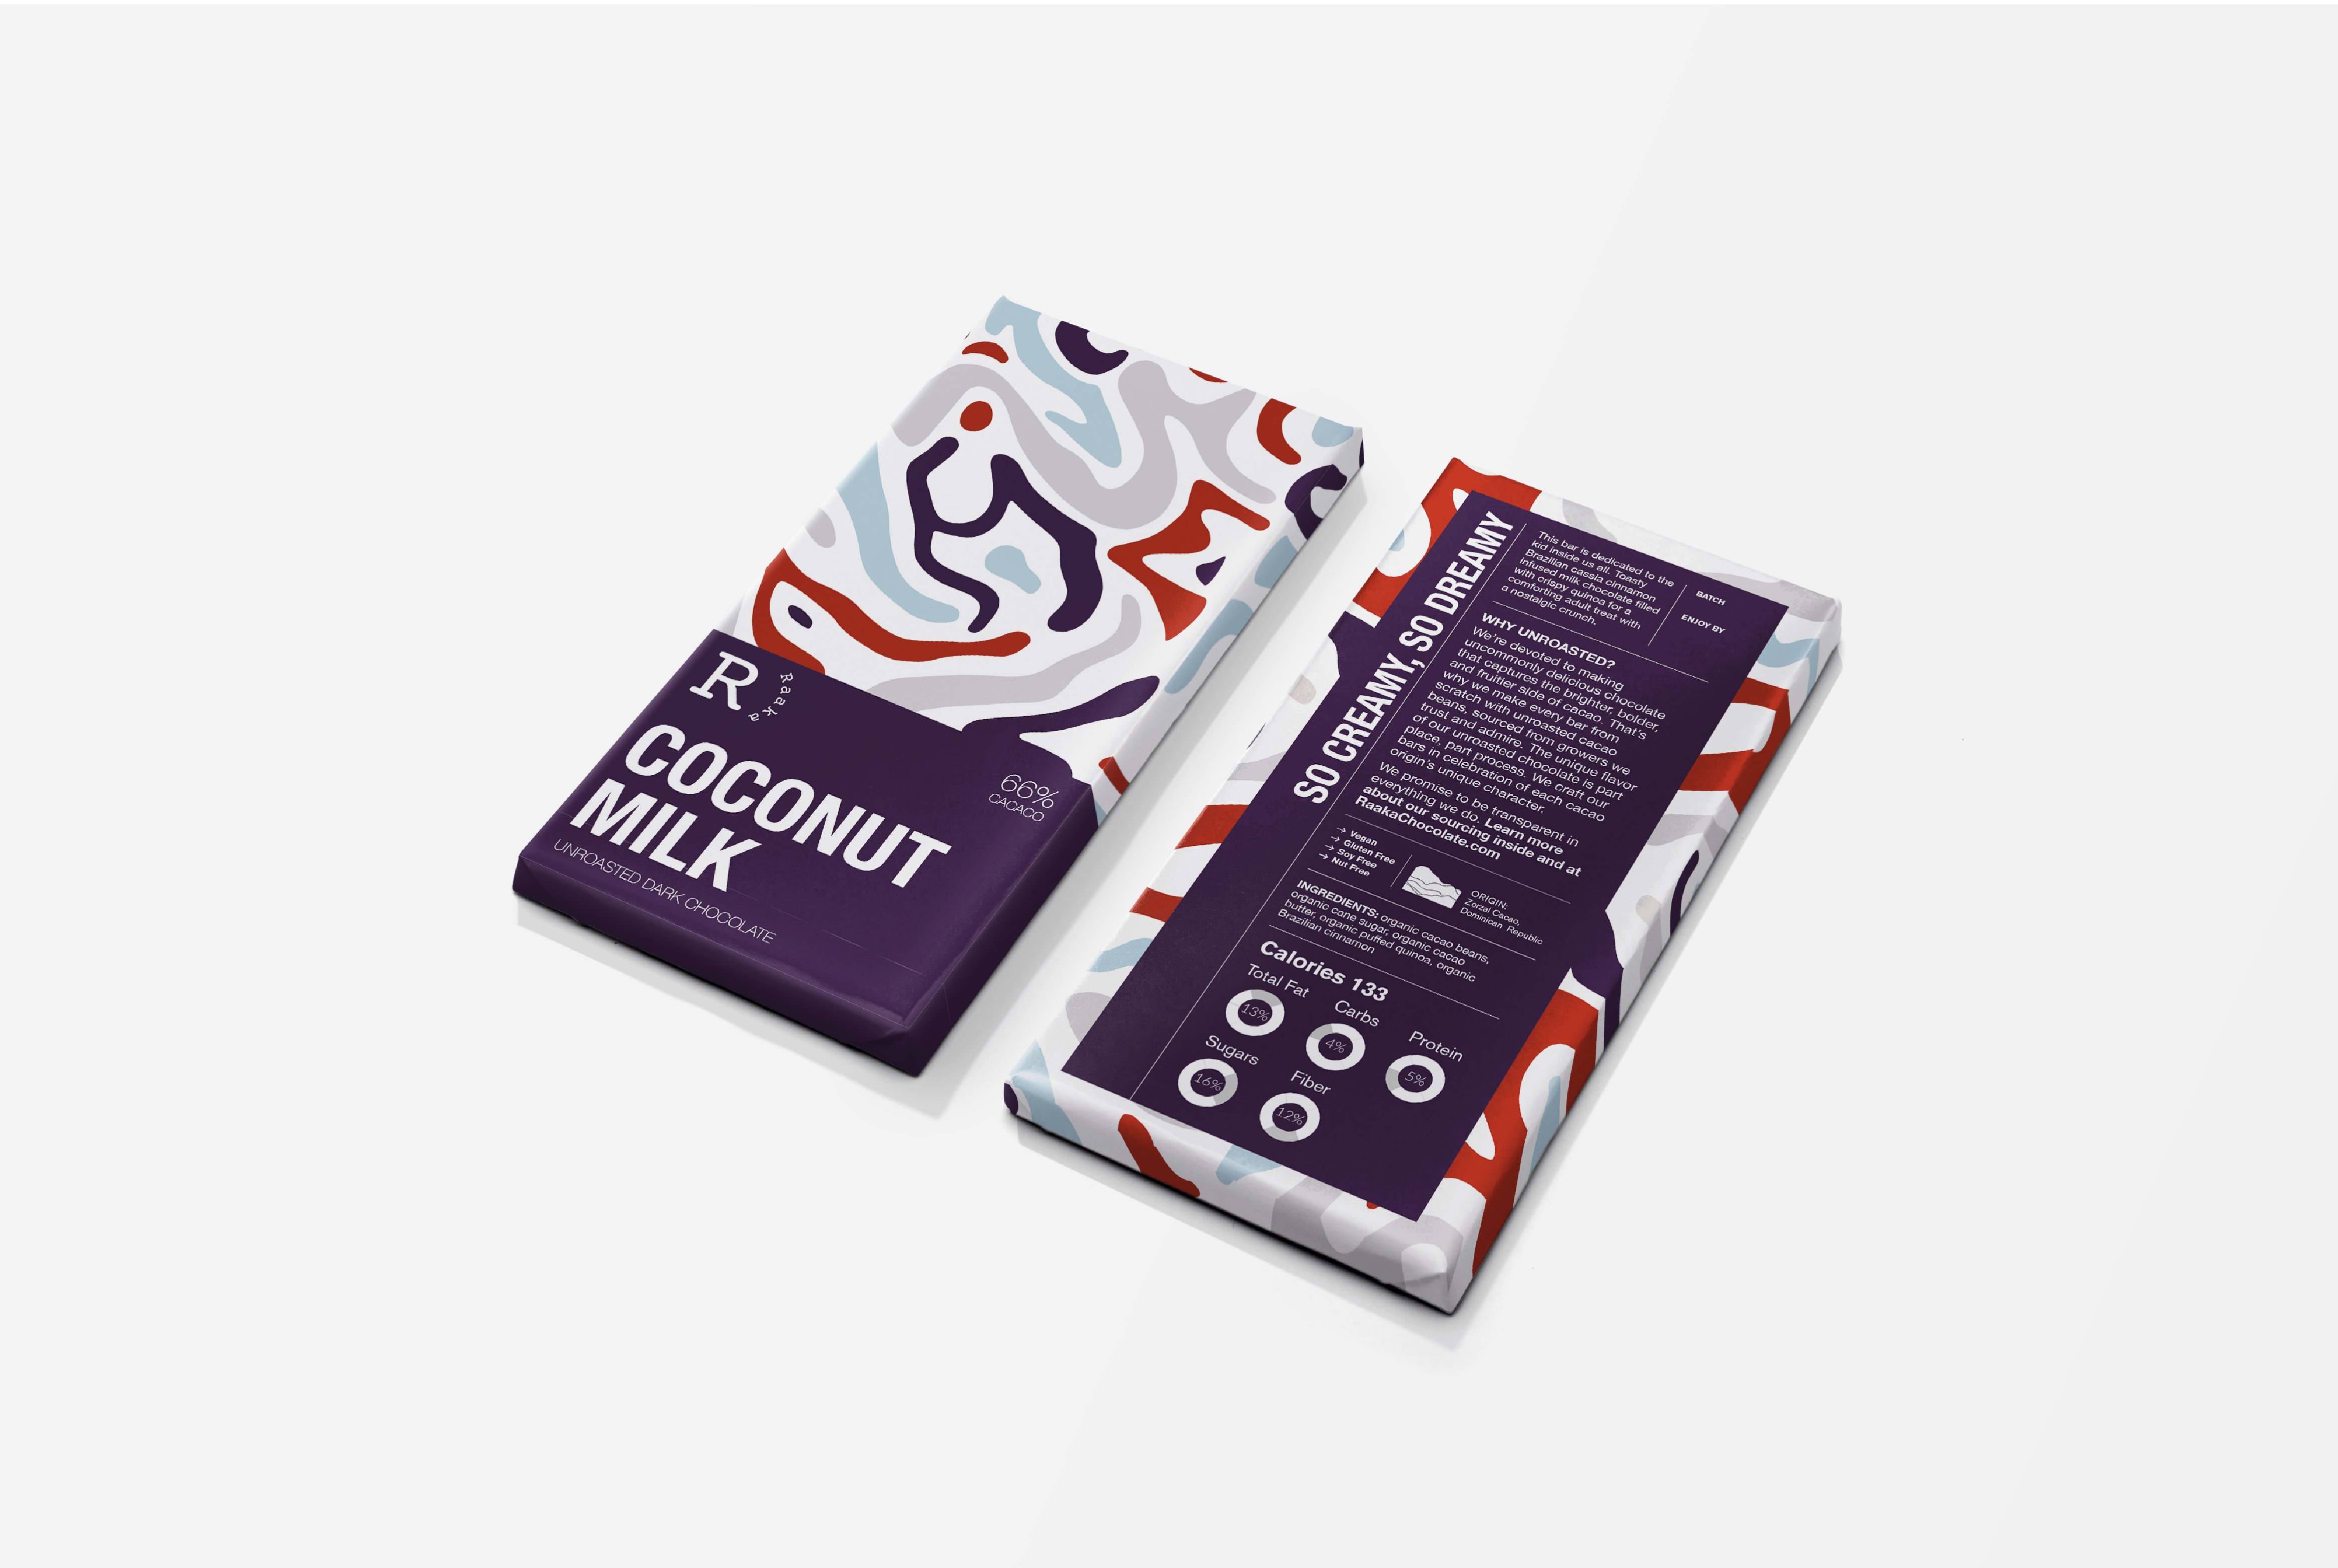 R
Raaka
COCONUT
MILK
66%
CACAO
UNROASTED DARK CHOCOLATE
SO CREAMY, SO DREAMY
This bar is dedicated to the
kid inside us all. Toasty
Brazilian cassia cinnamon
infused milk chocolate filled
with crispy quinoa for a
comforting adult treat with
a nostalgic crunch.
BATCH
ENJOY BY
WHY UNROASTED?
We're devoted to making
uncommonly delicious chocolate
that captures the brighter, bolder,
and fruitier side of cacao. That's
why we make every bar from
scratch with unroasted cacao
beans, sourced from growers we
trust and admire. The unique flavor
of our unroasted chocolate is part
place, part process. We craft our
bars in celebration of each cacao
origin's unique character.
We promise to be transparent in
everything we do. Learn more
about our sourcing inside and at
RaakaChocolate.com
→ Vegan
→ Gluten Free
→ Soy Free
→ Nut Free
ORIGIN:
Zorzal Cacao,
Dominican Republic
INGREDIENTS: organic cacao beans,
organic cane sugar, organic cacao
butter, organic puffed quinoa, organic
Brazilian cinnamon
Calories 133
Total Fat
13%
Carbs
4%
Protein
5%
Sugars
16%
Fiber
12%